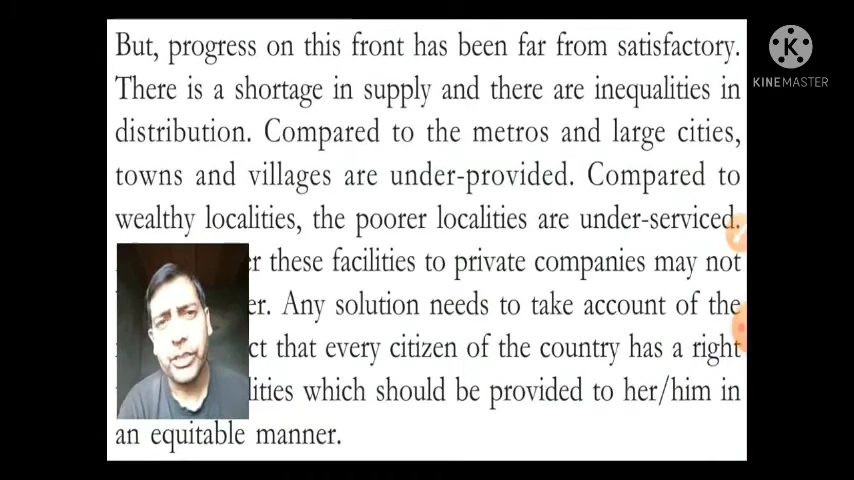 But, progress on this front has been far from satisfactory.
There is a shortage in supply and there are inequalities in
distribution. Compared to the metros and large cities,
towns and villages are under-provided. Compared to
wealthy localities, the poorer localities are under-serviced.
these facilities to private companies may not
Any solution needs to take account of the
that every citizen of the country has a right
which should be provided to her/him in
an equitable manner.
K
KINEMASTER